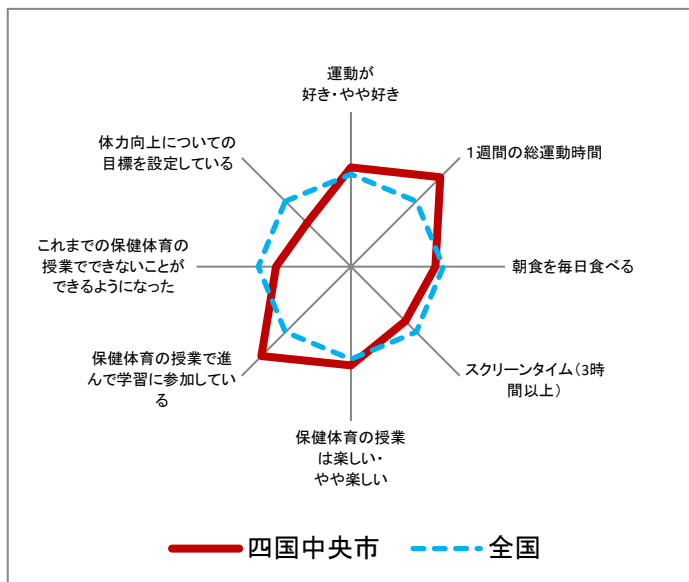 運動が
好き・やや好き
1週間の総運動時間
朝食を毎日食べる
スクリーンタイム(3時
間以上)
保健体育の授業
は楽しい・
やや楽しい
保健体育の授業で進
んで学習に参加してい
る
これまでの保健体育の
授業でできないことが
できるようになった
体力向上についての
目標を設定している
四国中央市
全国